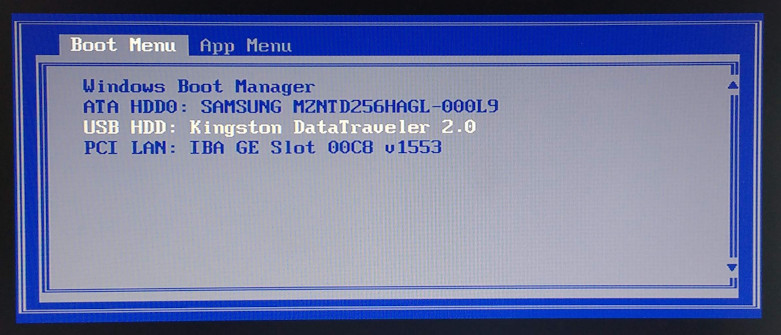 Boot Menu App Menu
Windows Boot Manager
ATA HDD0: SAMSUNG MZNTD256HAGL-000L9
USB HDD: Kingston DataTraveler 2.0
PCI LAN: IBA GE Slot 00C8 v1553